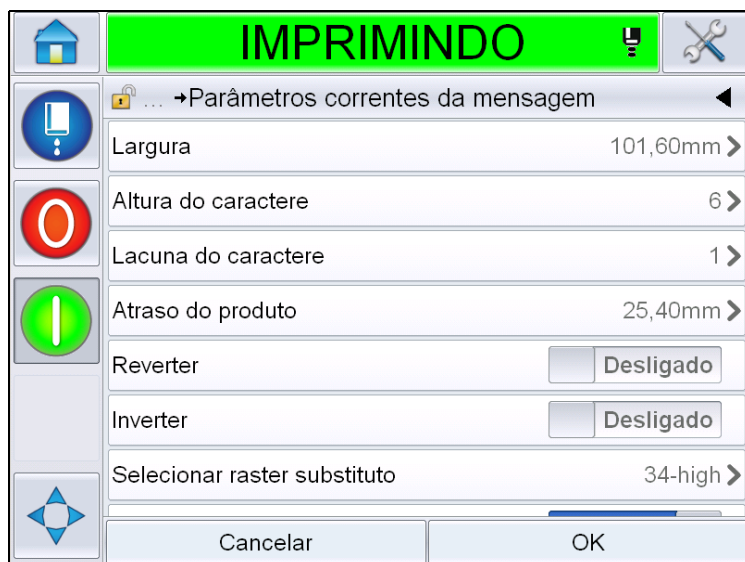 IMPRIMINDO
... →Parâmetros correntes da mensagem
Largura 101,60mm
Altura do caractere 6
Lacuna do caractere 1
Atraso do produto 25,40mm
Reverter Desligado
Inverter Desligado
Selecionar raster substituto 34-high
Cancelar OK